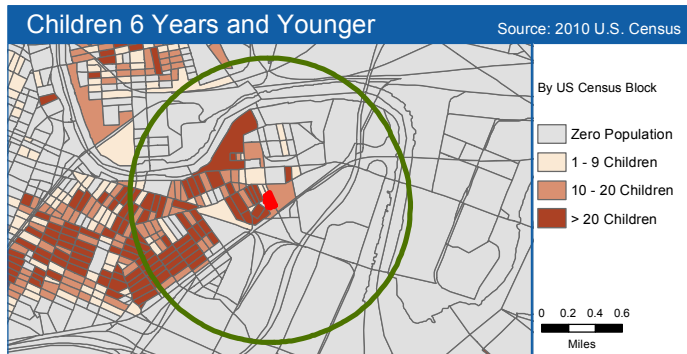 Children 6 Years and Younger
Source: 2010 U.S. Census
By US Census Block
Zero Population
1 - 9 Children
10 - 20 Children
> 20 Children
0 0.2 0.4 0.6
Miles